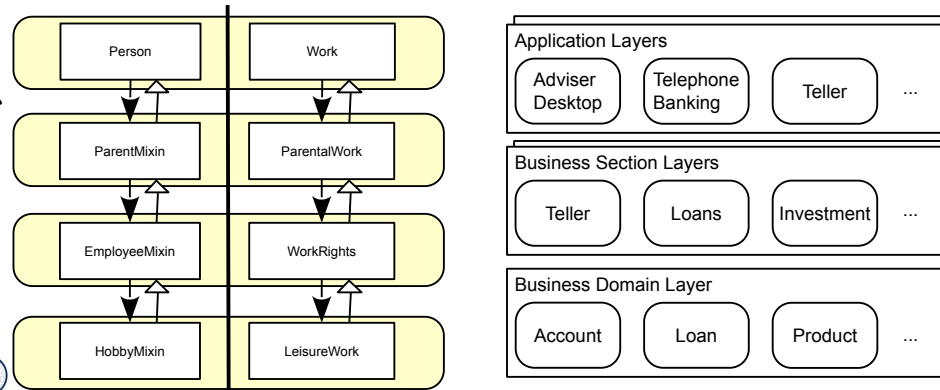 Person
Work
ParentMixin
ParentalWork
EmployeeMixin
WorkRights
HobbyMixin
LeisureWork
Application Layers
Adviser
Desktop
Telephone
Banking
Teller
...
Business Section Layers
Teller
Loans
Investment
...
Business Domain Layer
Account
Loan
Product
...